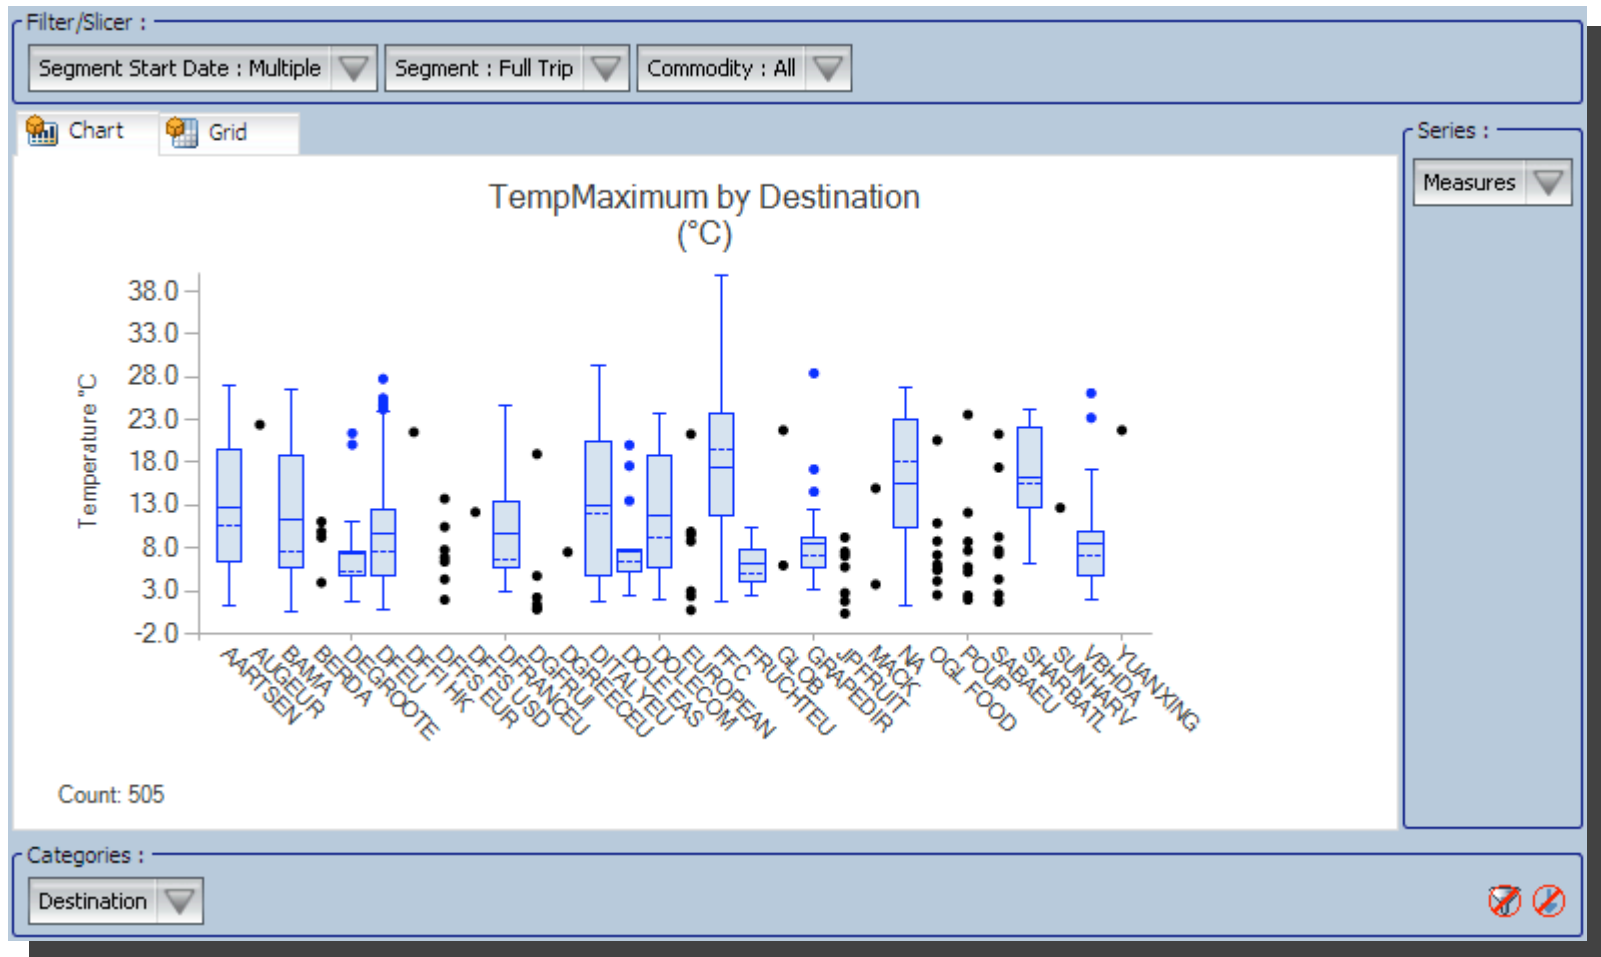 Filter/Slicer :
Segment Start Date : Multiple
Segment : Full Trip
Commodity : All
Chart
Grid
Series :
Measures
TempMaximum by Destination
(°C)
Temperature °C
38.0
33.0
28.0
23.0
18.0
13.0
8.0
3.0
-2.0
AARTSEN
AUGEUR
BAMA
BERDA
DEGROOTE
DFEU
DFFI HK
DFFS EUR
DFFS USD
DFRANCEU
DGFRUI
DGREECEU
DITALYEU
DOLE EAS
DOLECOM
EUROPEAN
FFC
FRUCHTEU
GLOB
GRAPEDIR
JPFRUIT
MACK
NA
OGL FOOD
POUP
SABAEU
SHARBATL
SUNHARV
VBHDA
YUANXING
Count: 505
Categories :
Destination